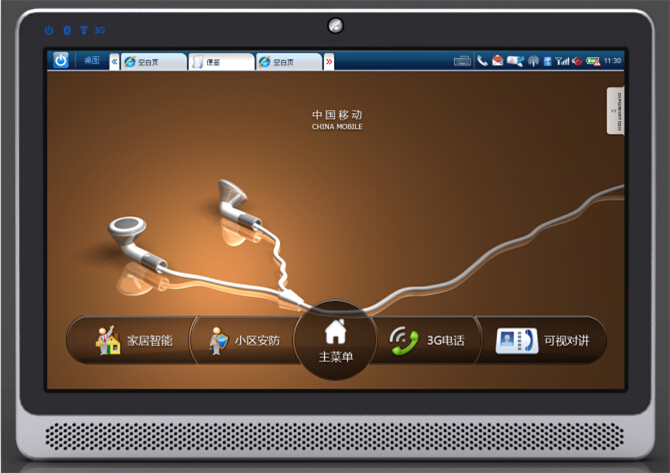 3G
桌面
空白页
便签
空白页
11:30
中国移动
CHINA MOBILE
家居智能
小区安防
主菜单
3G电话
可视对讲